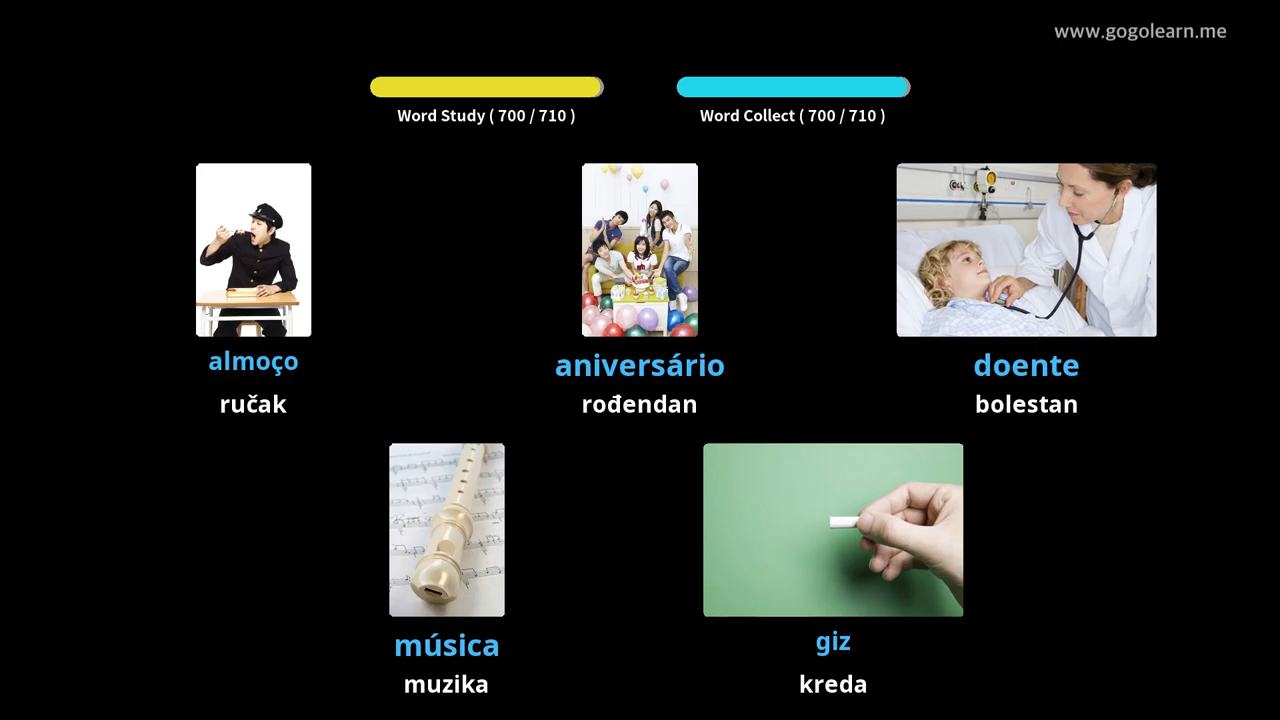 www.gogolearn.me
Word Study ( 700 / 710 )
Word Collect ( 700 / 710 )
almoço
ručak
aniversário
rođendan
doente
bolestan
música
muzika
giz
kreda